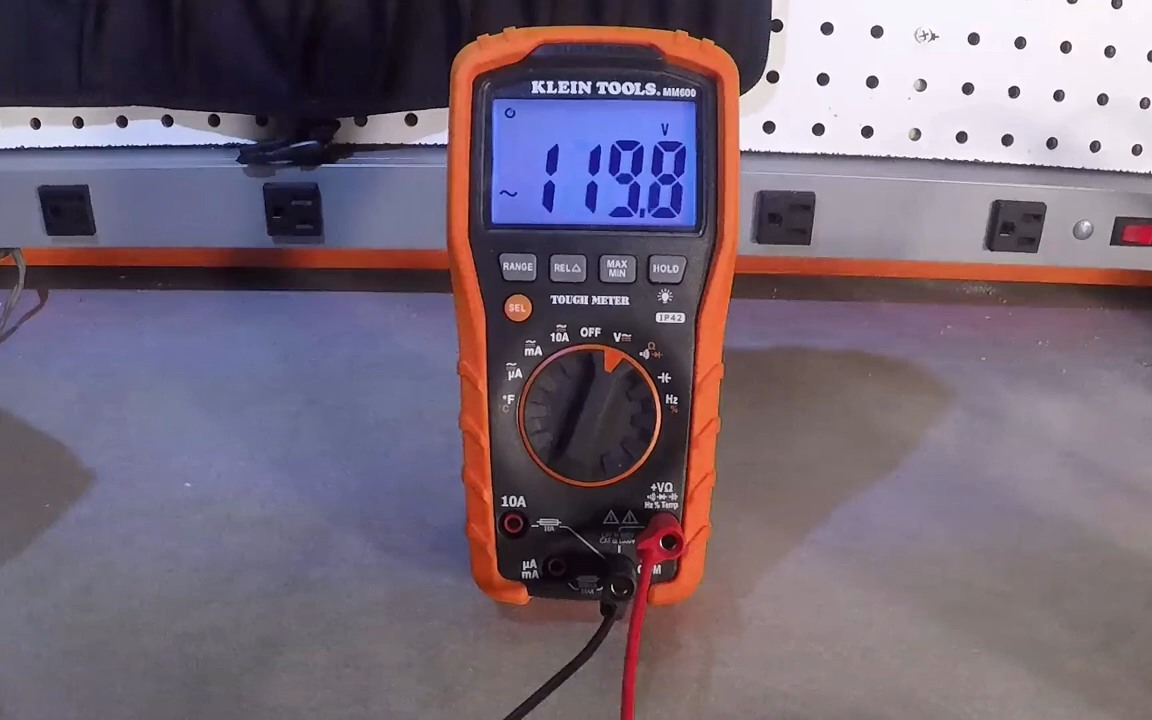 KLEIN TOOLS® MM600
V
~ 119.8
RANGE REL△ MAX MIN HOLD
SEL
TOUGH METER
IP42
OFF
10A
V
mA
µA
Ω
°F
°C
Hz
%
10A
+VΩ
Hz % Temp
10A
µA
mA